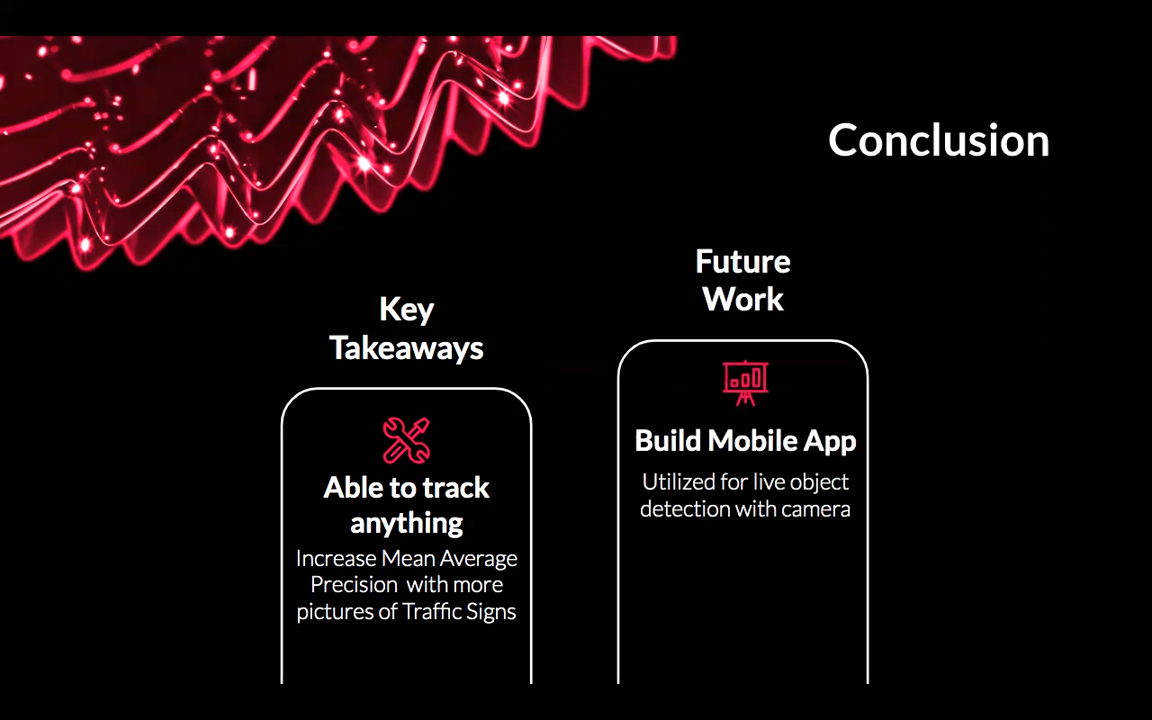 Conclusion
Key
Takeaways
Able to track
anything
Increase Mean Average
Precision with more
pictures of Traffic Signs
Future
Work
Build Mobile App
Utilized for live object
detection with camera